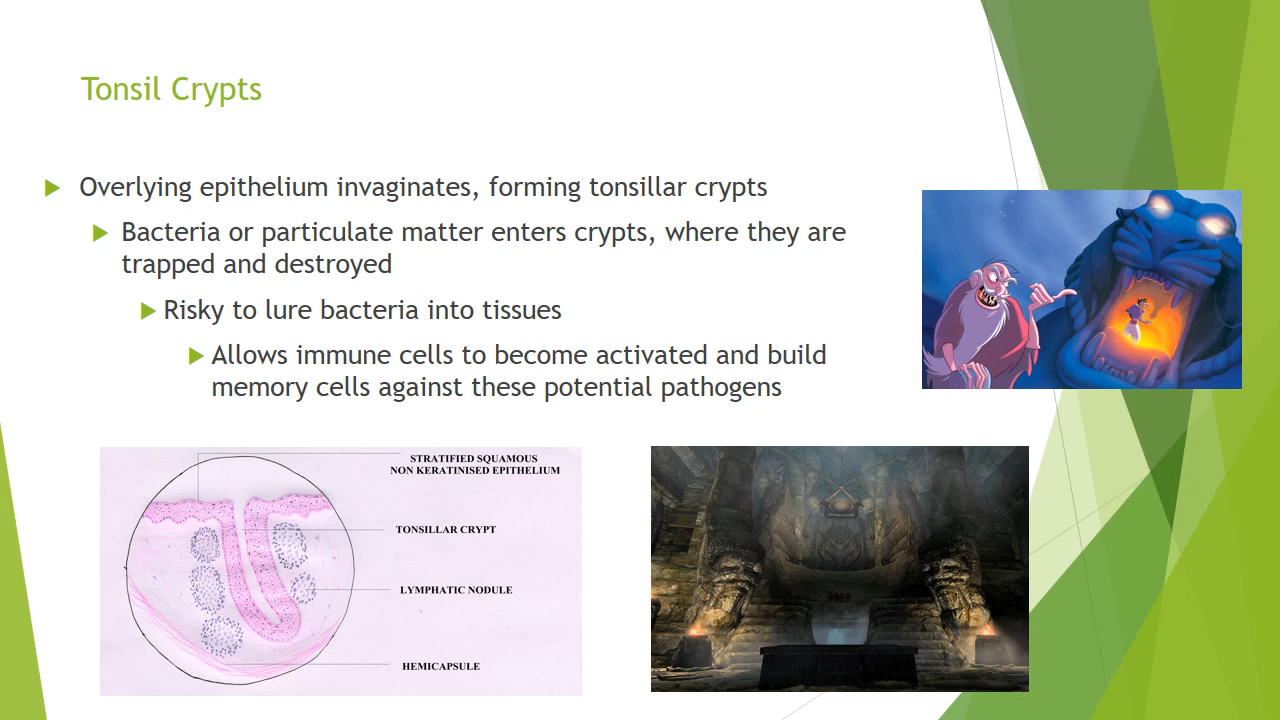 Tonsil Crypts
Overlying epithelium invaginates, forming tonsillar crypts
Bacteria or particulate matter enters crypts, where they are
trapped and destroyed
Risky to lure bacteria into tissues
Allows immune cells to become activated and build
memory cells against these potential pathogens
STRATIFIED SQUAMOUS
NON KERATINISED EPITHELIUM
TONSILLAR CRYPT
LYMPHATIC NODULE
HEMICAPSULE